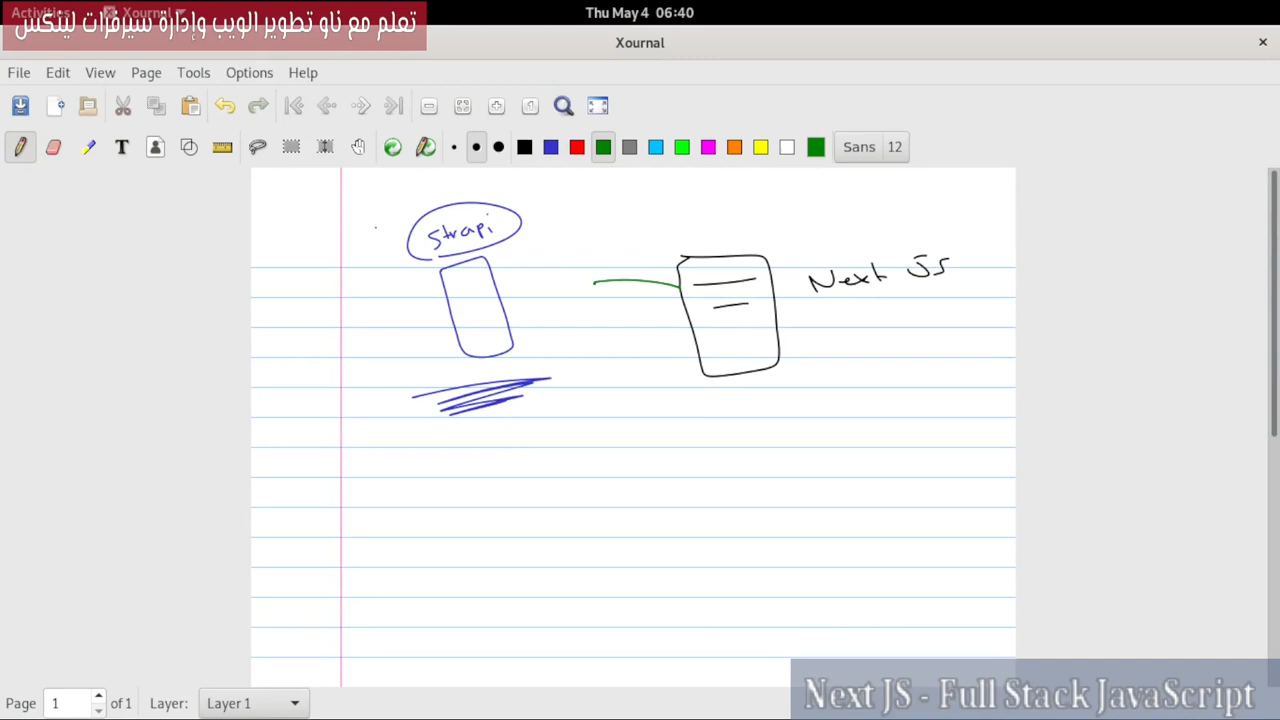 Activities Xournal Thu May 4 06:40
تعلم مع ناو تطوير الويب وإدارة سيرفرات لينكس
Xournal
File Edit View Page Tools Options Help
Sans 12
Strapi
Next JS
Page 1 of 1 Layer: Layer 1
Next JS - Full Stack JavaScript